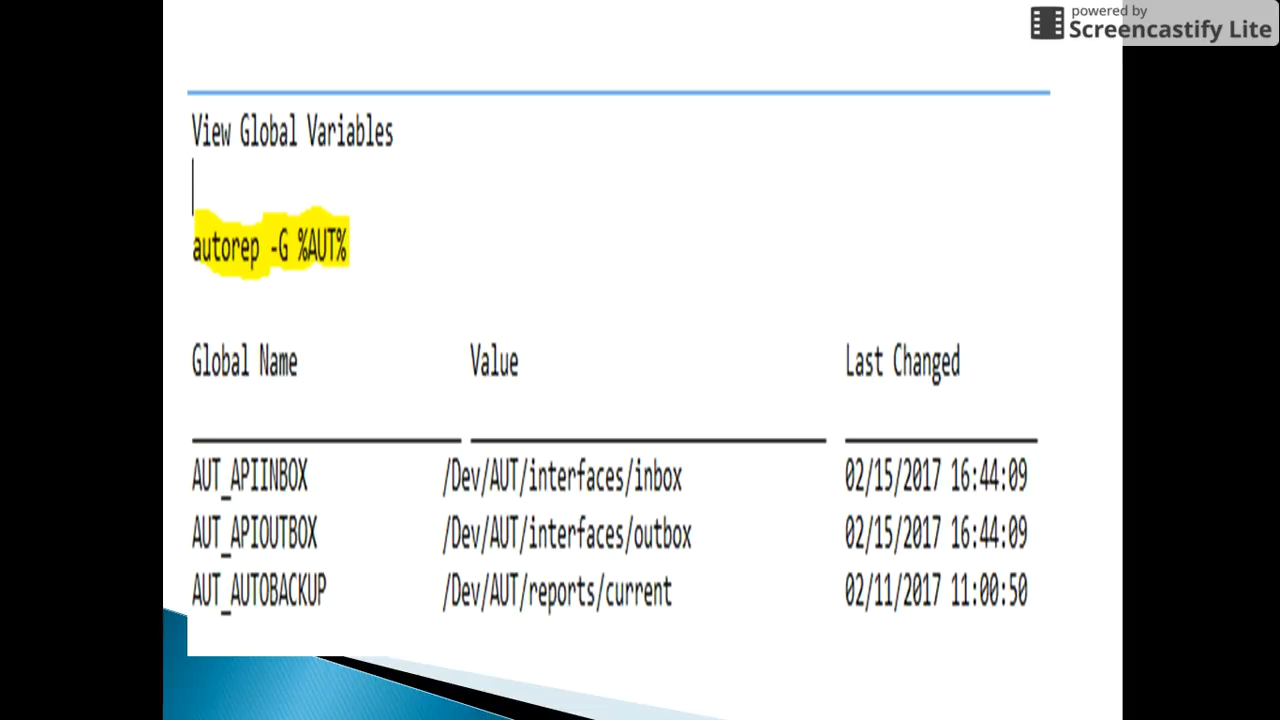 powered by
Screencastify Lite
View Global Variables
autorep -G %AUT%
Global Name Value Last Changed
AUT_APIINBOX /Dev/AUT/interfaces/inbox 02/15/2017 16:44:09
AUT_APIOUTBOX /Dev/AUT/interfaces/outbox 02/15/2017 16:44:09
AUT_AUTOBACKUP /Dev/AUT/reports/current 02/11/2017 11:00:50